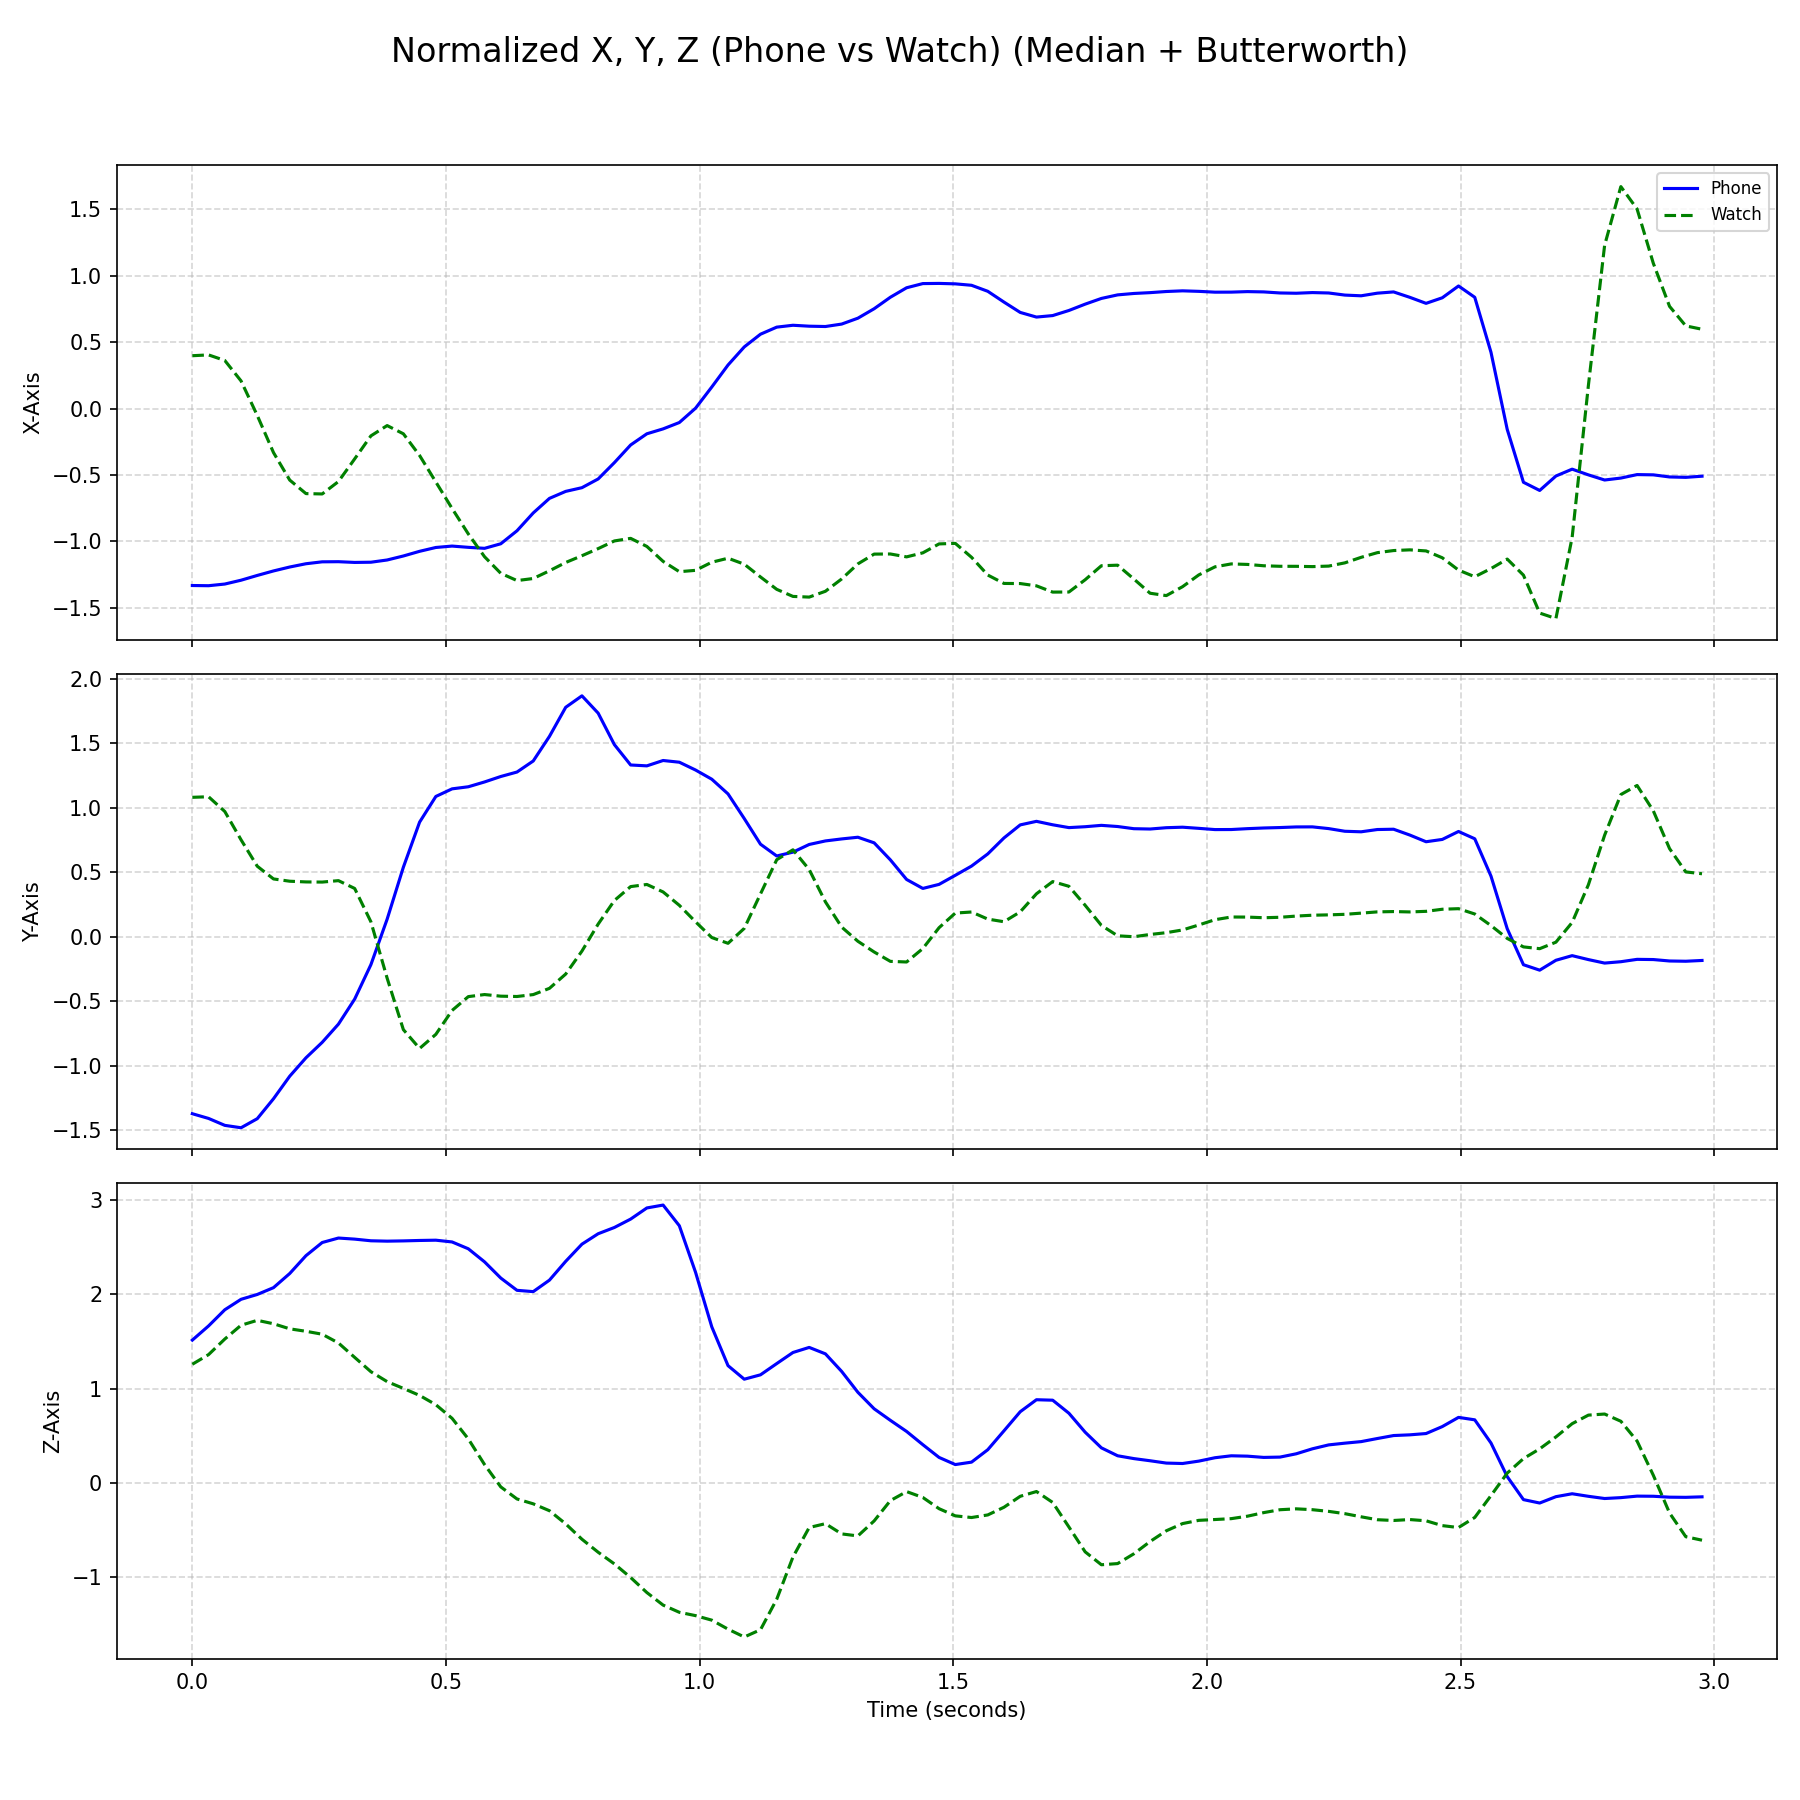 Normalized X, Y, Z (Phone vs Watch) (Median + Butterworth)
Phone
Watch
X-Axis
1.5
1.0
0.5
0.0
−0.5
−1.0
−1.5
Y-Axis
2.0
1.5
1.0
0.5
0.0
−0.5
−1.0
−1.5
Z-Axis
3
2
1
0
−1
0.0 0.5 1.0 1.5 2.0 2.5 3.0
Time (seconds)